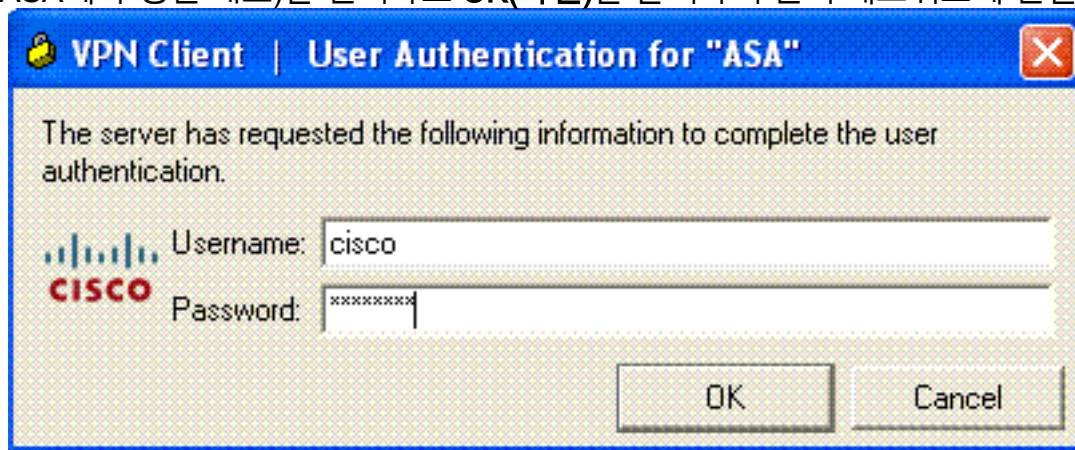 VPN Client | User Authentication for "ASA"
The server has requested the following information to complete the user
authentication.
Username: cisco
CISCO
Password: ********
OK Cancel